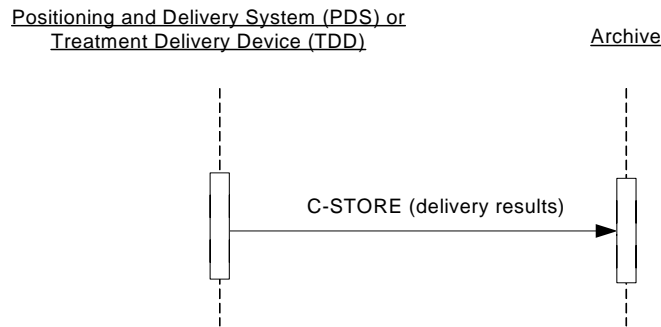 Positioning and Delivery System (PDS) or
Treatment Delivery Device (TDD)
Archive
C-STORE (delivery results)